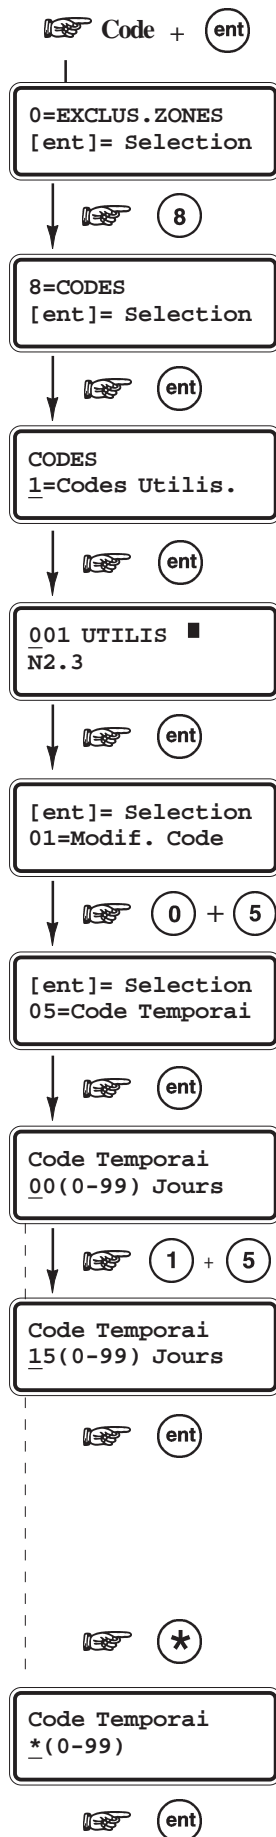 Code + ent
0=EXCLUS.ZONES
[ent]= Selection
8
8=CODES
[ent]= Selection
ent
CODES
1=Codes Utilis.
ent
001 UTILIS
N2.3
ent
[ent]= Selection
01=Modif. Code
0 + 5
[ent]= Selection
05=Code Temporai
ent
Code Temporai
00(0-99) Jours
1 + 5
Code Temporai
15(0-99) Jours
ent
*
Code Temporai
*(0-99)
ent